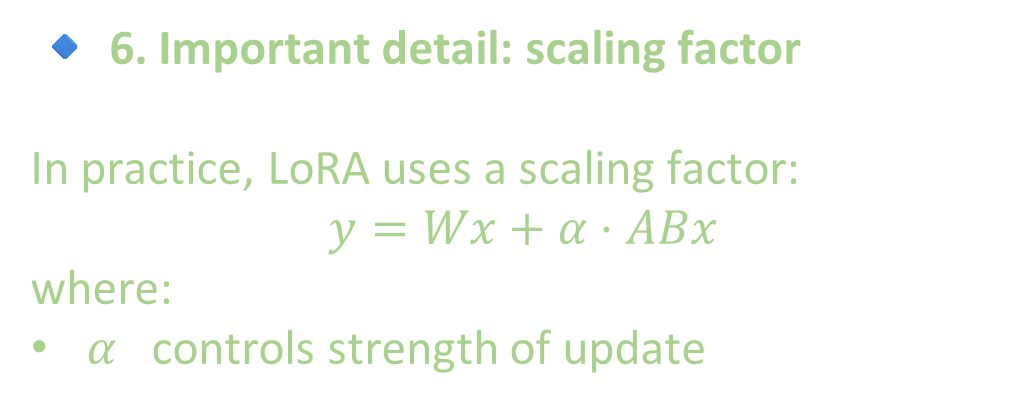 6. Important detail: scaling factor
In practice, LoRA uses a scaling factor:
y = Wx + α · ABx
where:
• α controls strength of update